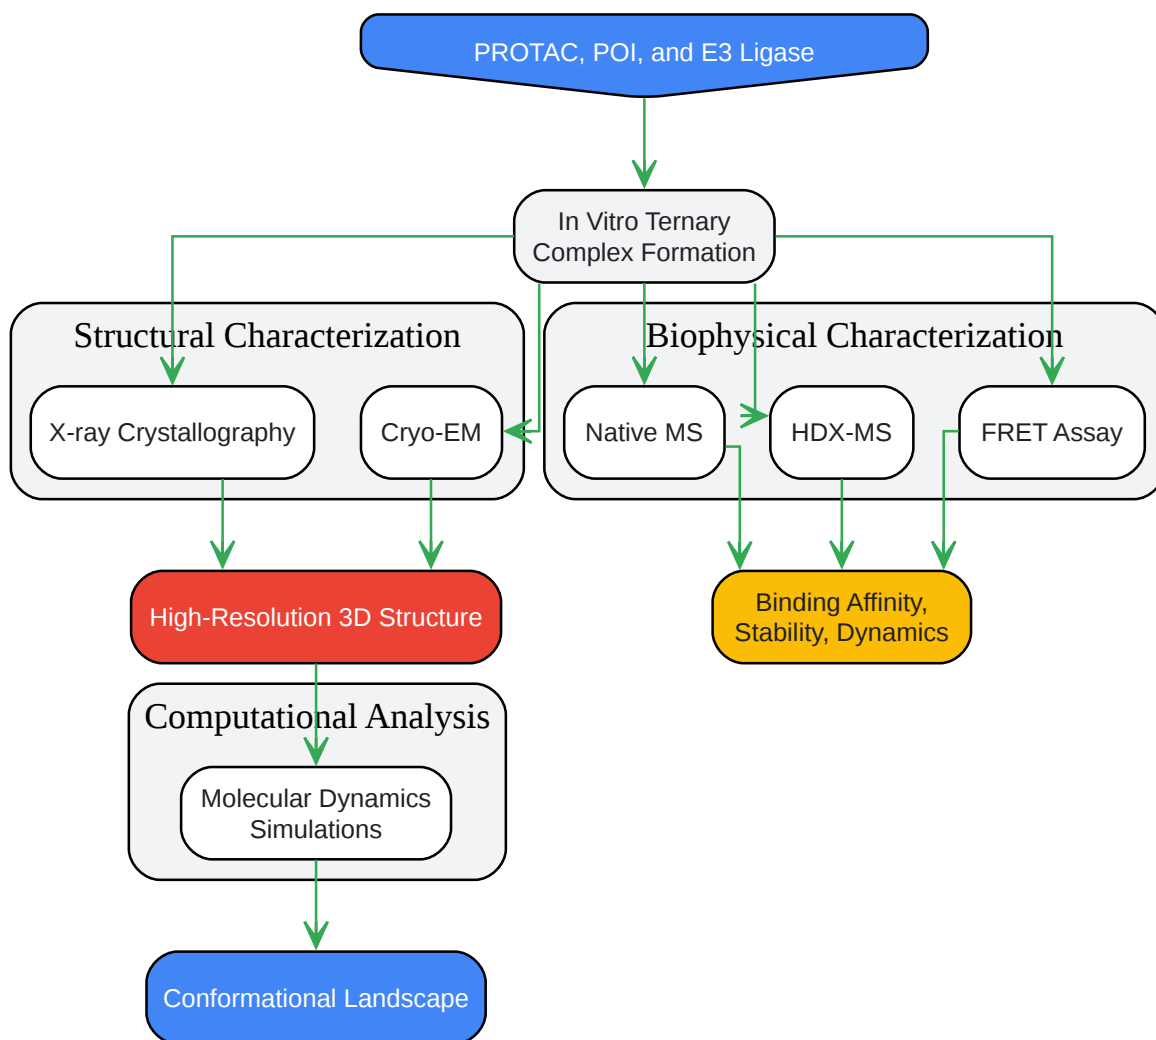 PROTAC, POI, and E3 Ligase
In Vitro Ternary
Complex Formation
Structural Characterization
Biophysical Characterization
X-ray Crystallography
Cryo-EM
Native MS
HDX-MS
FRET Assay
High-Resolution 3D Structure
Binding Affinity,
Stability, Dynamics
Computational Analysis
Molecular Dynamics
Simulations
Conformational Landscape